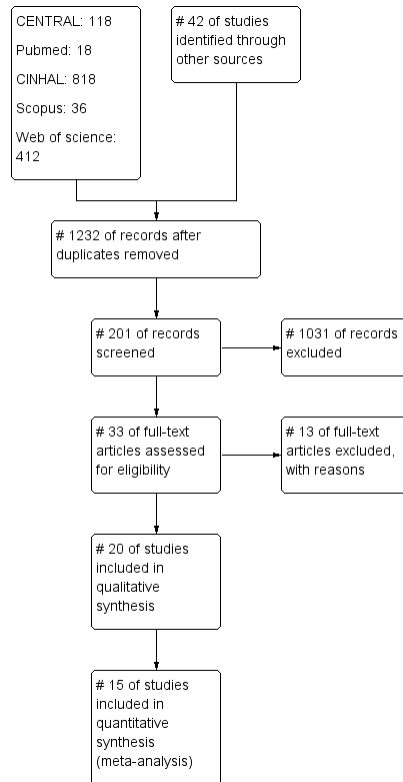 CENTRAL: 118
Pubmed: 18
CINHAL: 818
Scopus: 36
Web of science:
412
# 42 of studies
identified through
other sources
# 1232 of records after
duplicates removed
# 201 of records
screened
# 1031 of records
excluded
# 33 of full-text
articles assessed
for eligibility
# 13 of full-text
articles excluded,
with reasons
# 20 of studies
included in
qualitative
synthesis
# 15 of studies
included in
quantitative
synthesis
(meta-analysis)